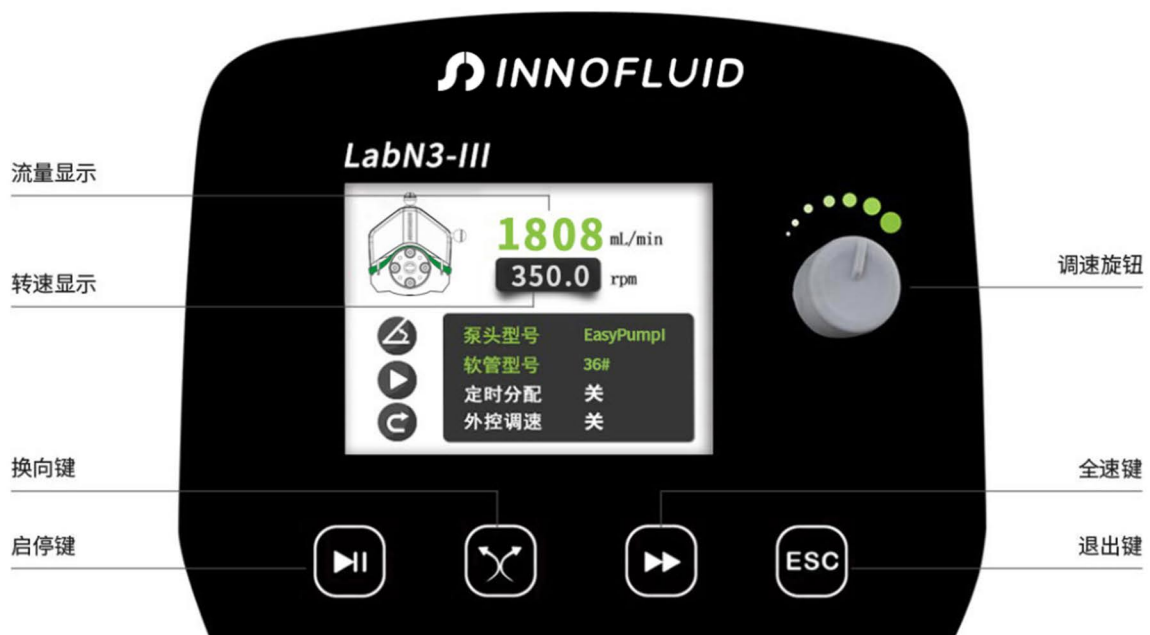 INNOFLUID
LabN3-III
流量显示
1808 mL/min
转速显示
350.0 rpm
调速旋钮
泵头型号 EasyPumpI
软管型号 36#
定时分配 关
外控调速 关
换向键
全速键
启停键
退出键
ESC